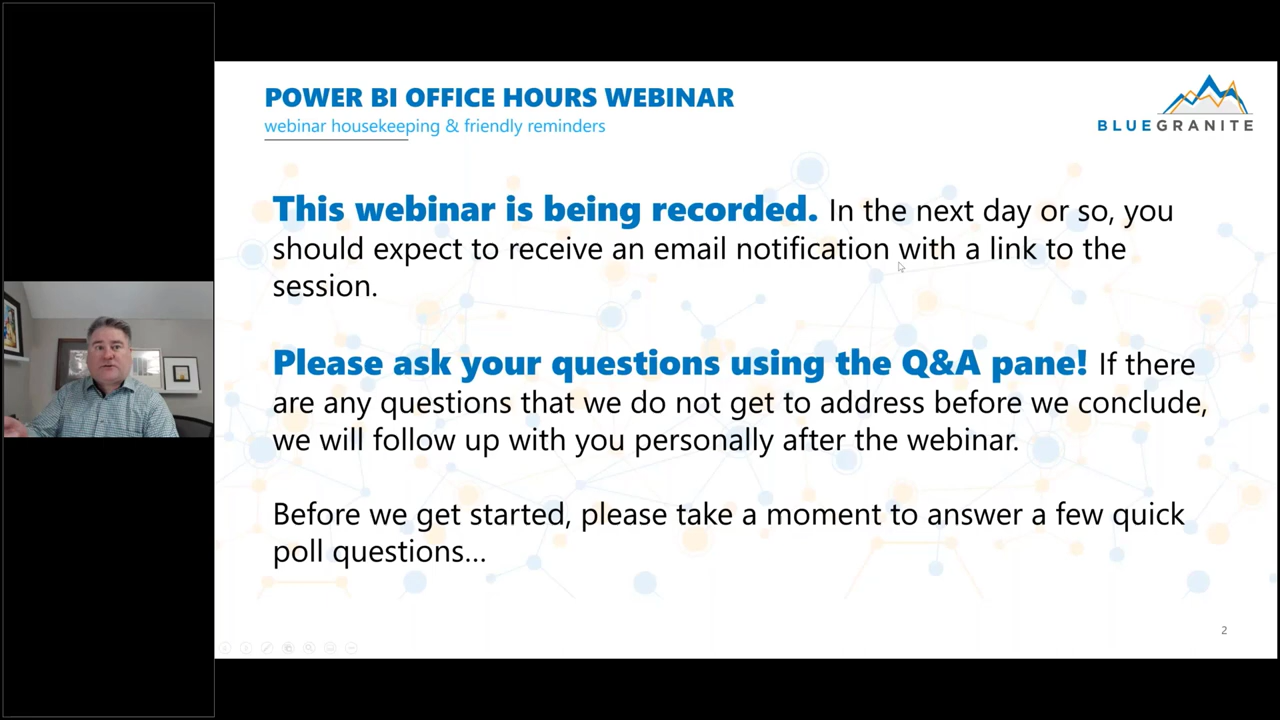 POWER BI OFFICE HOURS WEBINAR
webinar housekeeping & friendly reminders
BLUEGRANITE
This webinar is being recorded. In the next day or so, you
should expect to receive an email notification with a link to the
session.
Please ask your questions using the Q&A pane! If there
are any questions that we do not get to address before we conclude,
we will follow up with you personally after the webinar.
Before we get started, please take a moment to answer a few quick
poll questions...
2